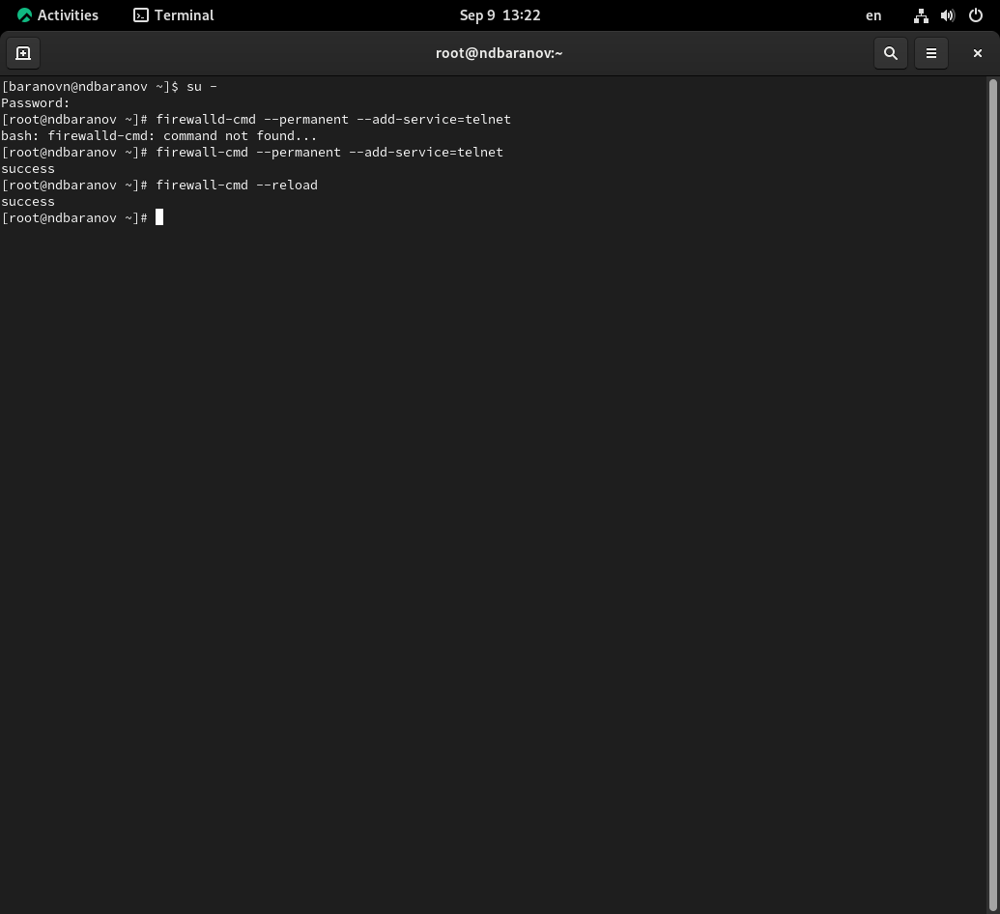 Activities Terminal Sep 9 13:22 en
root@ndbaranov:~
[baranovn@ndbaranov ~]$ su -
Password:
[root@ndbaranov ~]# firewalld-cmd --permanent --add-service=telnet
bash: firewalld-cmd: command not found...
[root@ndbaranov ~]# firewall-cmd --permanent --add-service=telnet
success
[root@ndbaranov ~]# firewall-cmd --reload
success
[root@ndbaranov ~]#